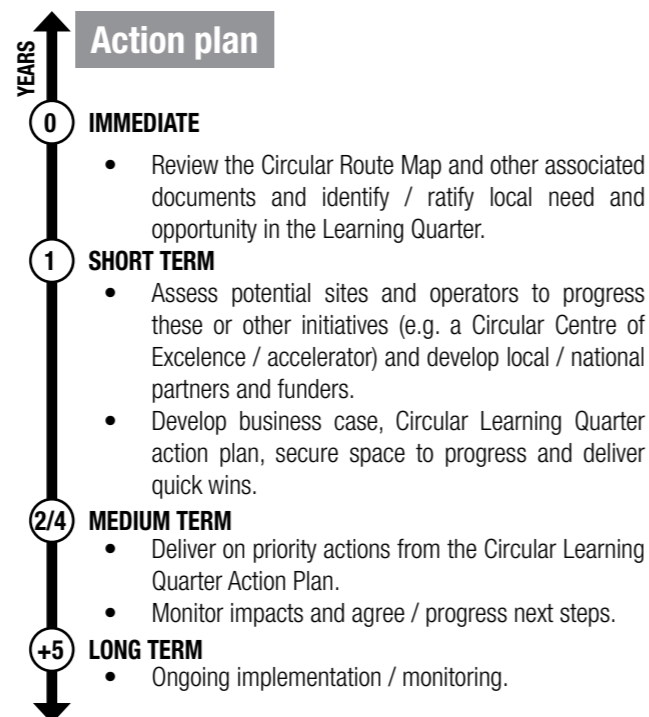 Action plan
YEARS
0
IMMEDIATE
• Review the Circular Route Map and other associated
documents and identify / ratify local need and
opportunity in the Learning Quarter.
1
SHORT TERM
• Assess potential sites and operators to progress
these or other initiatives (e.g. a Circular Centre of
Excelence / accelerator) and develop local / national
partners and funders.
• Develop business case, Circular Learning Quarter
action plan, secure space to progress and deliver
quick wins.
2/4
MEDIUM TERM
• Deliver on priority actions from the Circular Learning
Quarter Action Plan.
• Monitor impacts and agree / progress next steps.
+5
LONG TERM
• Ongoing implementation / monitoring.